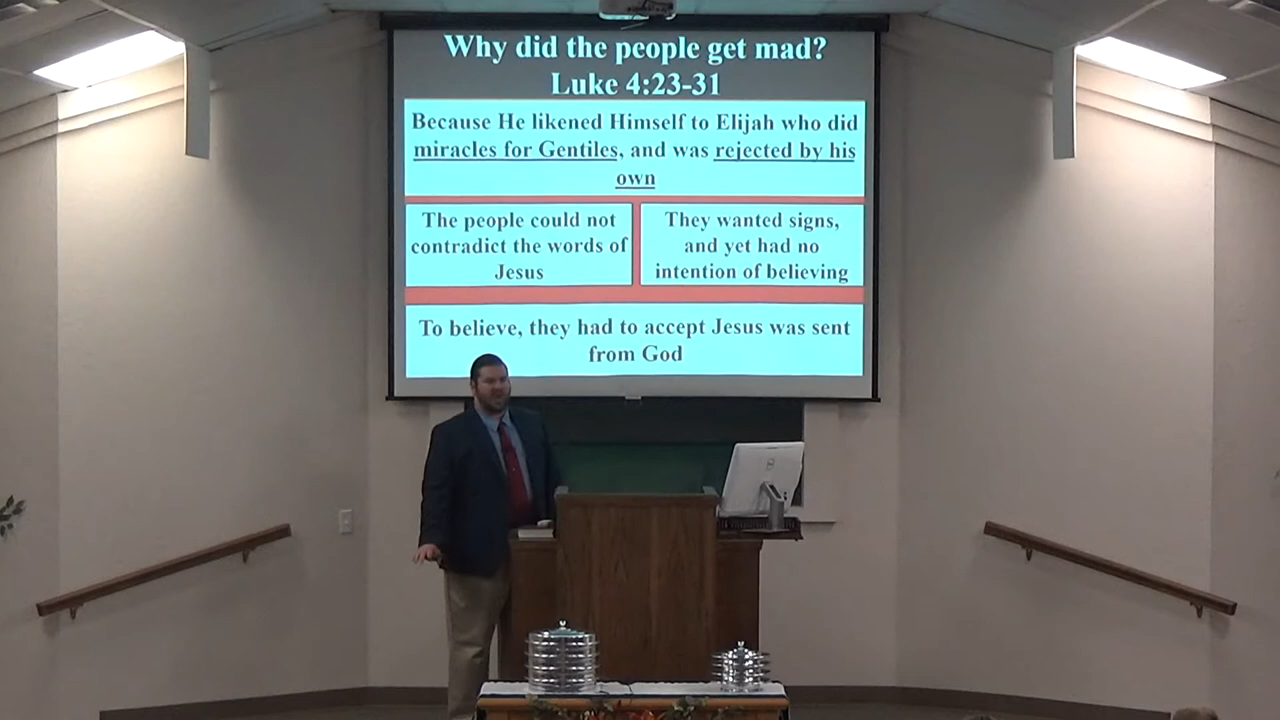 Why did the people get mad?
Luke 4:23-31
Because He likened Himself to Elijah who did
miracles for Gentiles, and was rejected by his
own
The people could not
contradict the words of
Jesus
They wanted signs,
and yet had no
intention of believing
To believe, they had to accept Jesus was sent
from God